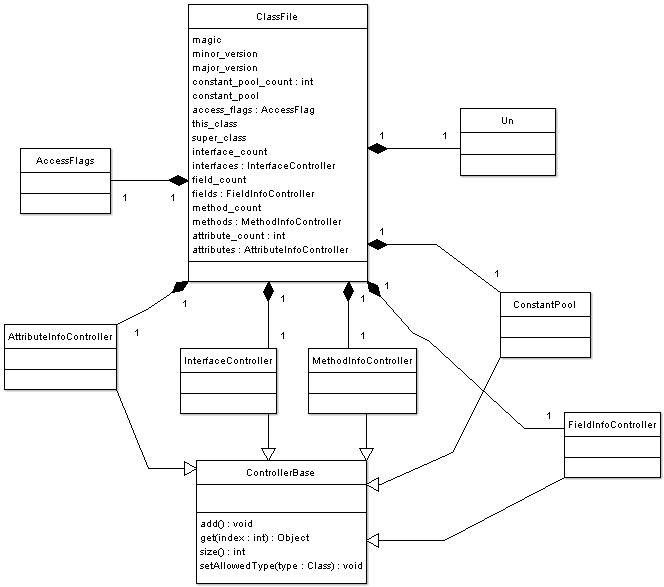 ClassFile
magic
minor_version
major_version
constant_pool_count : int
constant_pool
access_flags : AccessFlag
this_class
super_class
interface_count
interfaces : InterfaceController
field_count
fields : FieldInfoController
method_count
methods : MethodInfoController
attribute_count : int
attributes : AttributeInfoController
Un
1
1
AccessFlags
1
1
1
1
ConstantPool
1
1
1
1
1
1
1
1
AttributeInfoController
InterfaceController
MethodInfoController
FieldInfoController
ControllerBase
add() : void
get(index : int) : Object
size() : int
setAllowedType(type : Class) : void